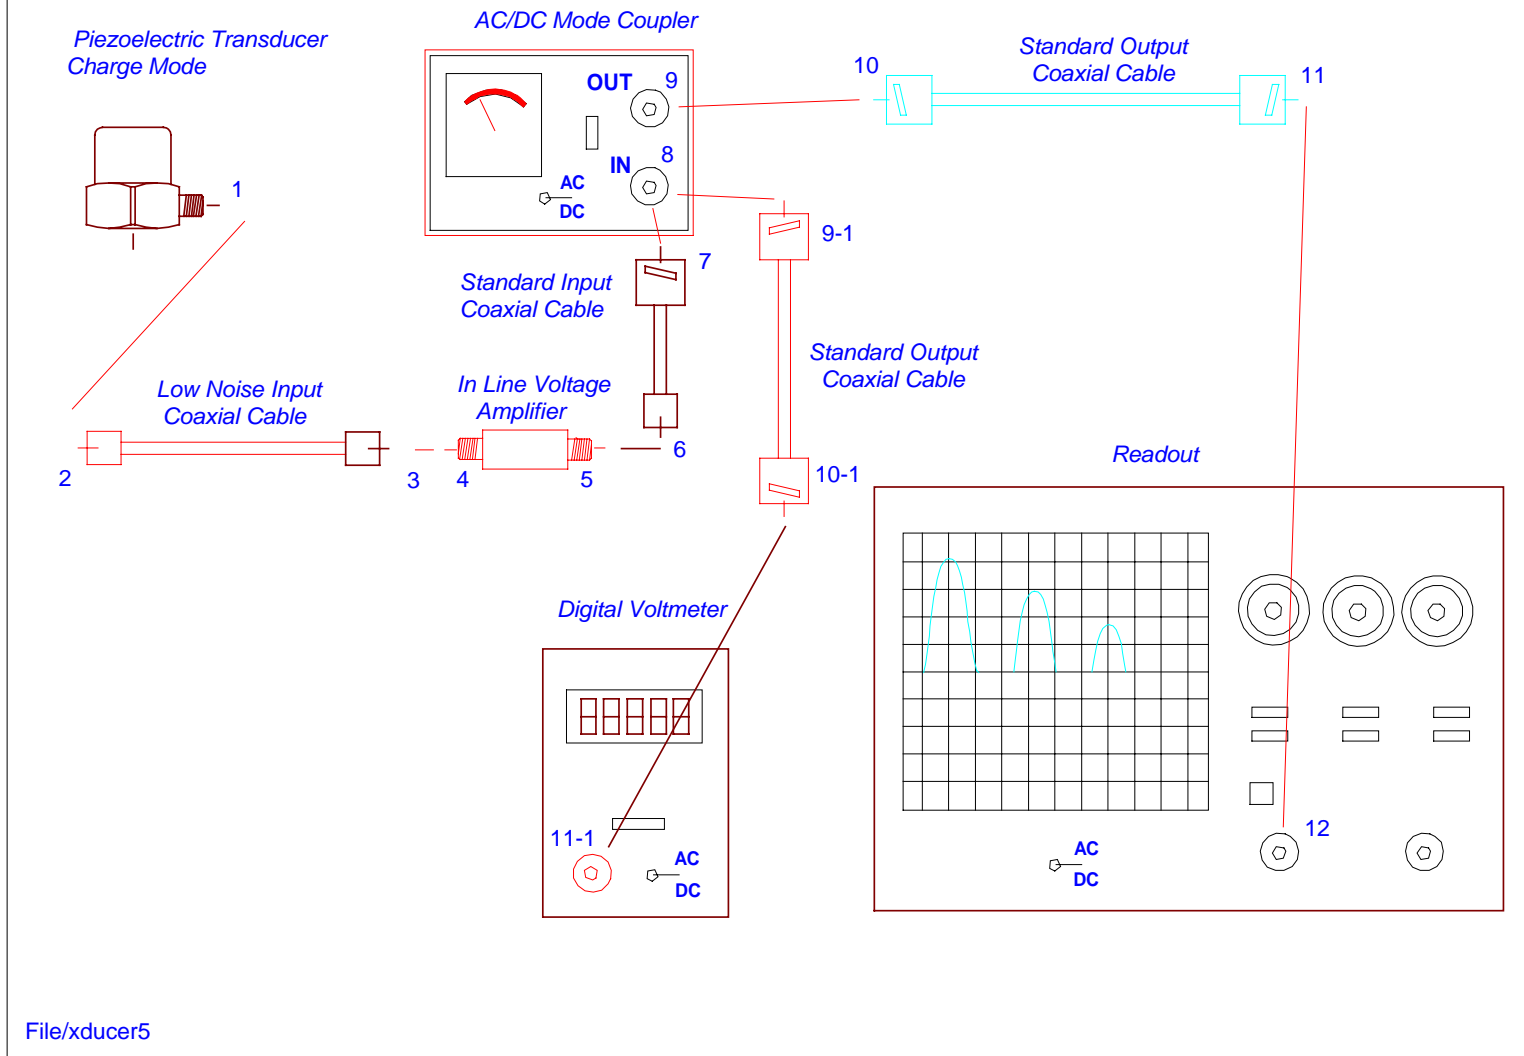 AC/DC Mode Coupler
Piezoelectric Transducer
Charge Mode
Standard Output
Coaxial Cable
10
11
OUT
9
8
IN
AC
DC
1
9-1
7
Standard Input
Coaxial Cable
Standard Output
Coaxial Cable
Low Noise Input
Coaxial Cable
In Line Voltage
Amplifier
6
2
3
4
5
10-1
Readout
Digital Voltmeter
11-1
AC
DC
12
AC
DC
File/xducer5